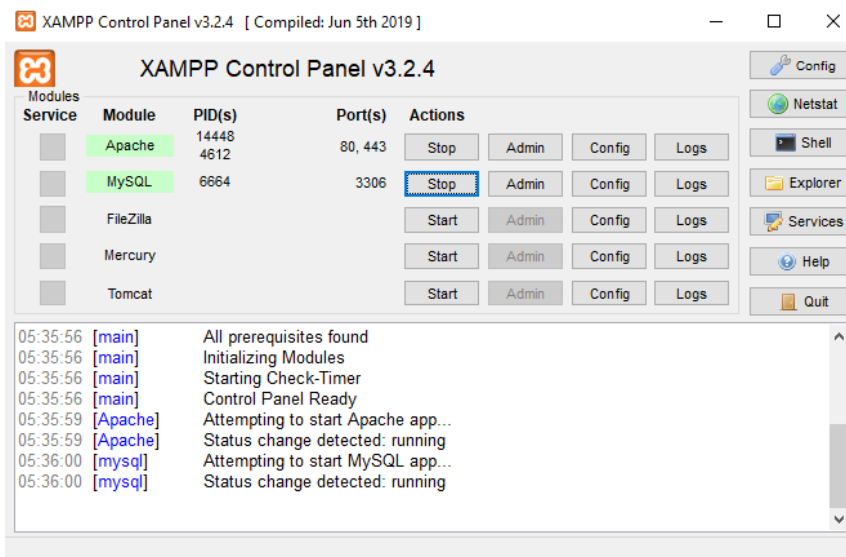 XAMPP Control Panel v3.2.4 [ Compiled: Jun 5th 2019 ]
XAMPP Control Panel v3.2.4
Config
Modules
Service Module PID(s) Port(s) Actions
Netstat
Apache 14448 4612 80, 443 Stop Admin Config Logs
Shell
MySQL 6664 3306 Stop Admin Config Logs
Explorer
FileZilla Start Admin Config Logs
Services
Mercury Start Admin Config Logs
Help
Tomcat Start Admin Config Logs
Quit
05:35:56 [main] All prerequisites found
05:35:56 [main] Initializing Modules
05:35:56 [main] Starting Check-Timer
05:35:56 [main] Control Panel Ready
05:35:59 [Apache] Attempting to start Apache app...
05:35:59 [Apache] Status change detected: running
05:36:00 [mysql] Attempting to start MySQL app...
05:36:00 [mysql] Status change detected: running